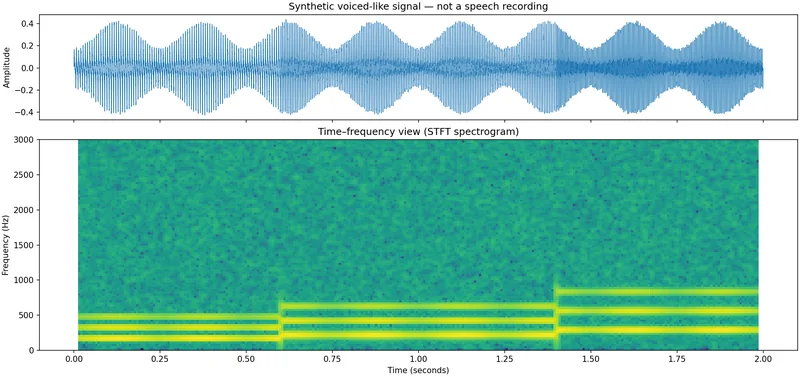 Synthetic voiced-like signal — not a speech recording
Amplitude
0.4
0.2
0.0
−0.2
−0.4
Time–frequency view (STFT spectrogram)
Frequency (Hz)
3000
2500
2000
1500
1000
500
0
0.00 0.25 0.50 0.75 1.00 1.25 1.50 1.75 2.00
Time (seconds)